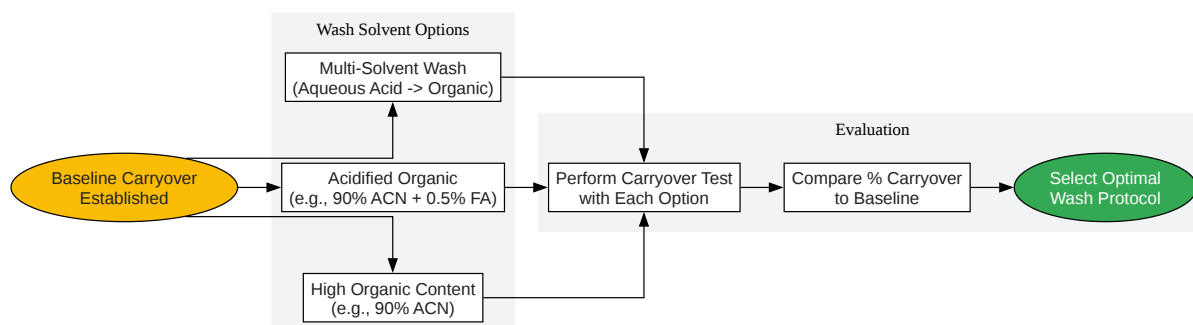 Wash Solvent Options
Multi-Solvent Wash
(Aqueous Acid -> Organic)
Evaluation
Baseline Carryover
Established
Acidified Organic
(e.g., 90% ACN + 0.5% FA)
Perform Carryover Test
with Each Option
Compare % Carryover
to Baseline
Select Optimal
Wash Protocol
High Organic Content
(e.g., 90% ACN)